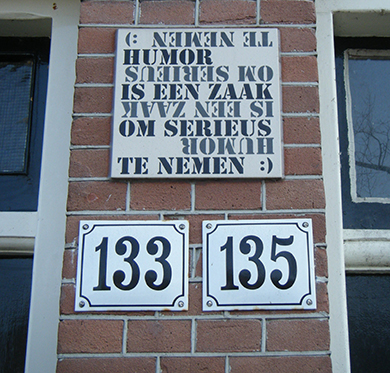 TE NEMEN :)
HUMOR
OM SERIEUS
IS EEN ZAAK
IS EEN ZAAK
OM SERIEUS
HUMOR
TE NEMEN :)
133
135